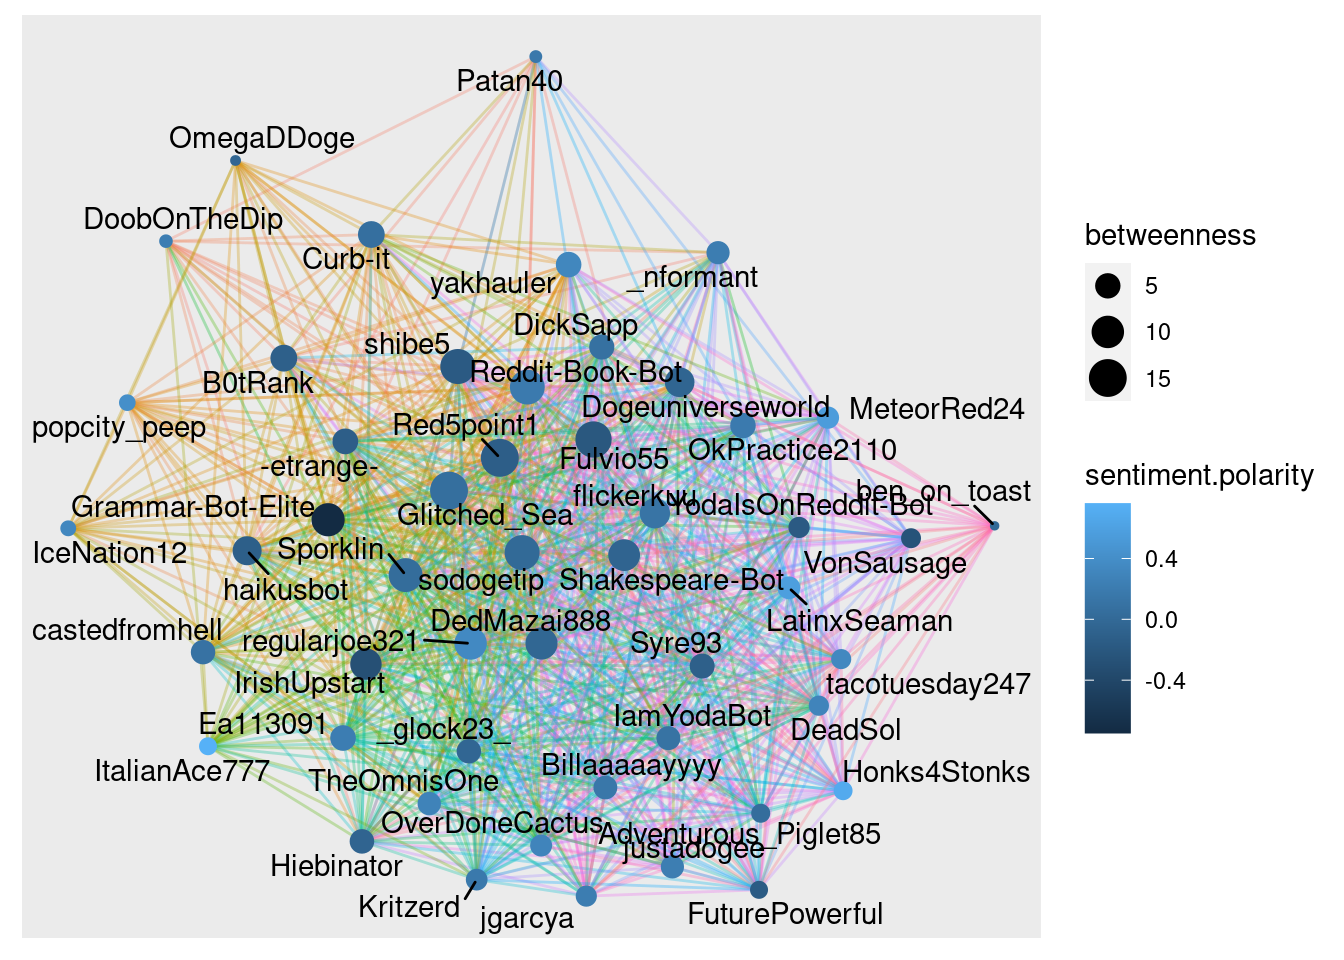 Patan40
OmegaDDoge
DoobOnTheDip
Curb-it
yakhauler
_nformant
betweenness
5
10
15
DickSapp
shibe5
Reddit-Book-Bot
B0tRank
Dogeuniverseworld
MeteorRed24
popcity_peep
Red5point1
OkPractice2110
-etrange-
Fulvio55
sentiment.polarity
ben_on_toast
flickerkuu
YodaIsOnReddit-Bot
Grammar-Bot-Elite
Glitched_Sea
IceNation12
Sporklin
VonSausage
haikusbot
sodogetip
Shakespeare-Bot
0.4
0.0
-0.4
LatinxSeaman
DedMazai888
castedfromhell
regularjoe321
Syre93
IrishUpstart
tacotuesday247
Ea113091
_glock23_
IamYodaBot
DeadSol
ItalianAce777
TheOmnisOne
Billaaaaayyyy
Honks4Stonks
OverDoneCactus
Adventurous_Piglet85
justadogee
Hiebinator
Kritzerd
jgarcya
FuturePowerful